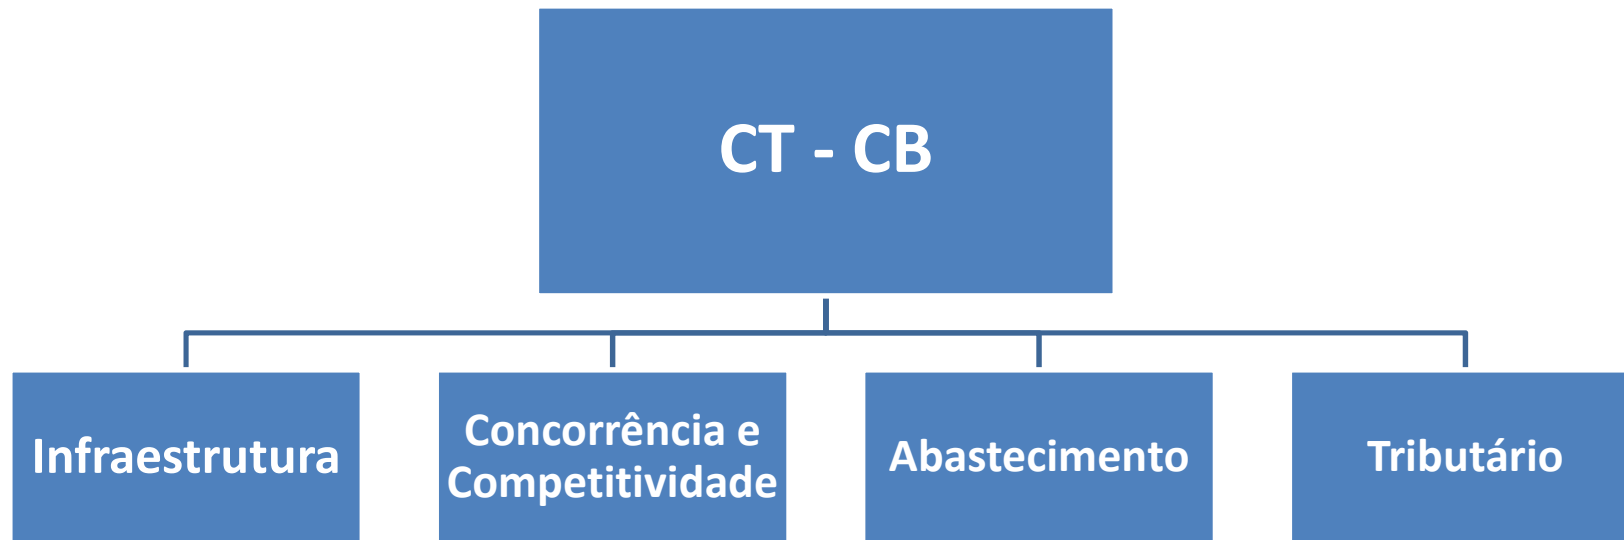 CT - CB
Infraestrutura
Concorrência e
Competitividade
Abastecimento
Tributário